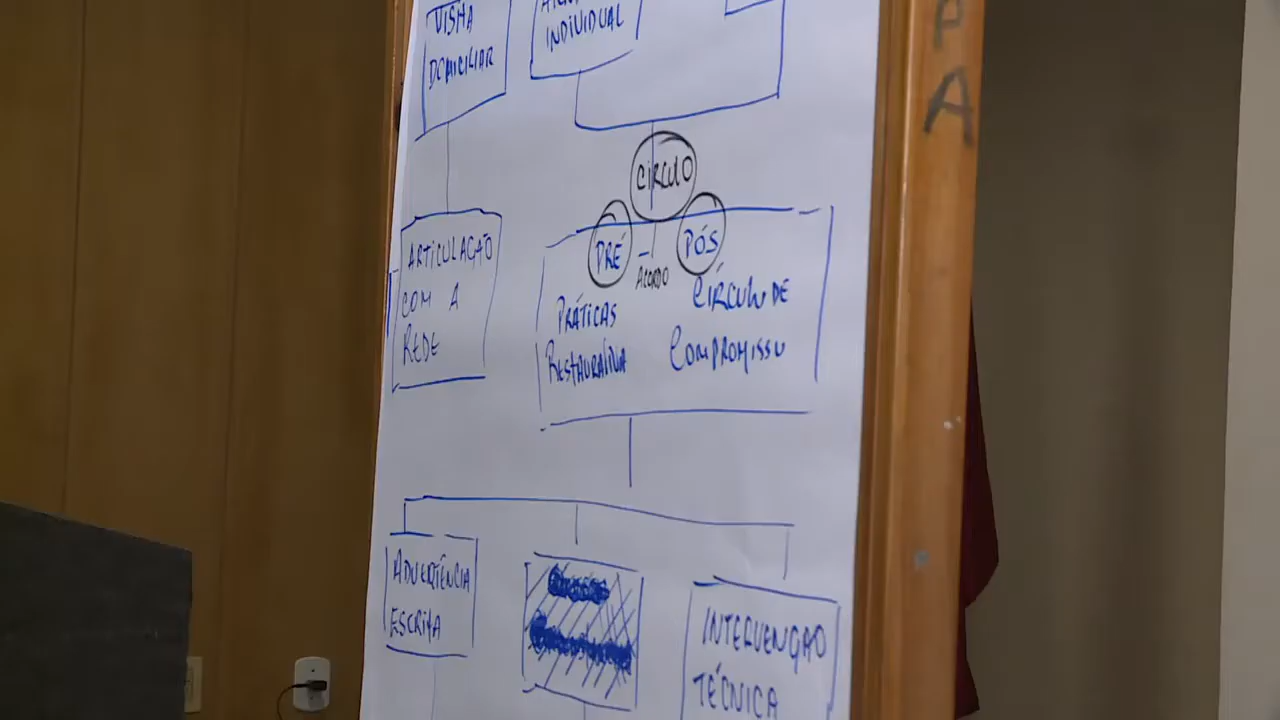 VISITA
DOMICILIAR
INDIVIDUAL
CÍRCULO
PRÉ
PÓS
ACORDO
ARTICULAÇÃO
COM A
REDE
PRÁTICAS
RESTAURATIVA
CÍRCULO DE
COMPROMISSO
ADVERTÊNCIA
ESCRITA
INTERVENÇÃO
TÉCNICA
PA